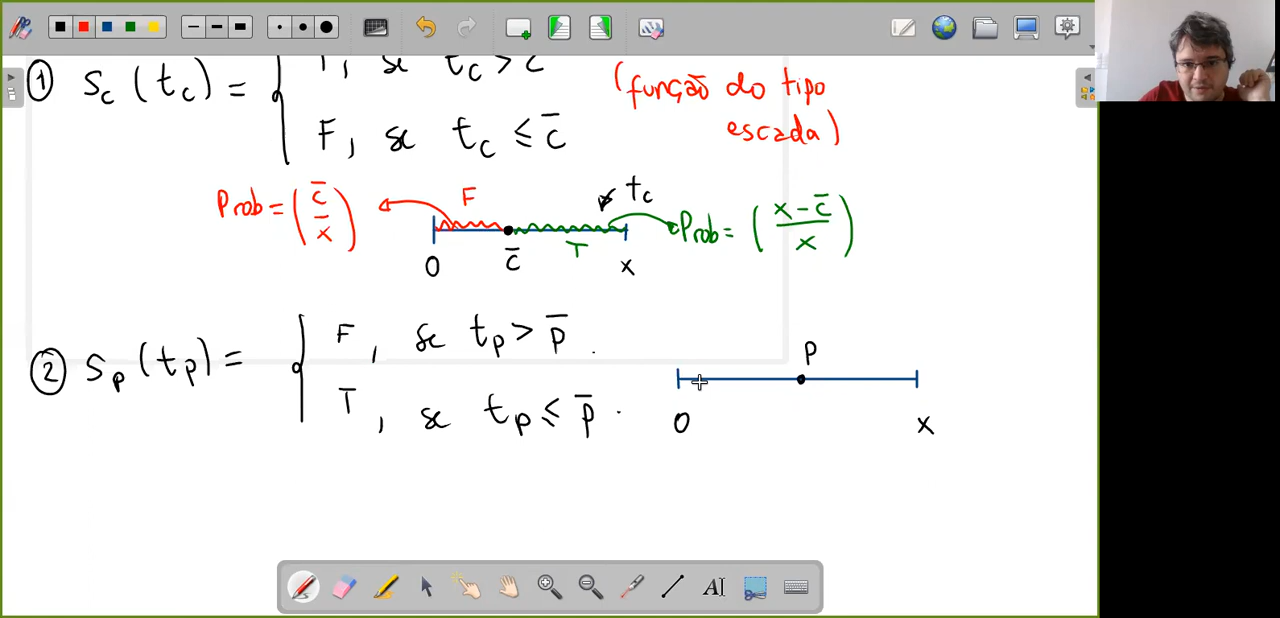 ① S_c (t_c) = { T, se t_c > c̄
F, se t_c ≤ c̄
(função do tipo
escada)
Prob = (c̄/x)
F
t_c
Prob = ((x - c̄)/x)
0 c̄ T x
② S_p (t_p) = { F, se t_p > p̄.
T, se t_p ≤ p̄.
p
0 x
AI